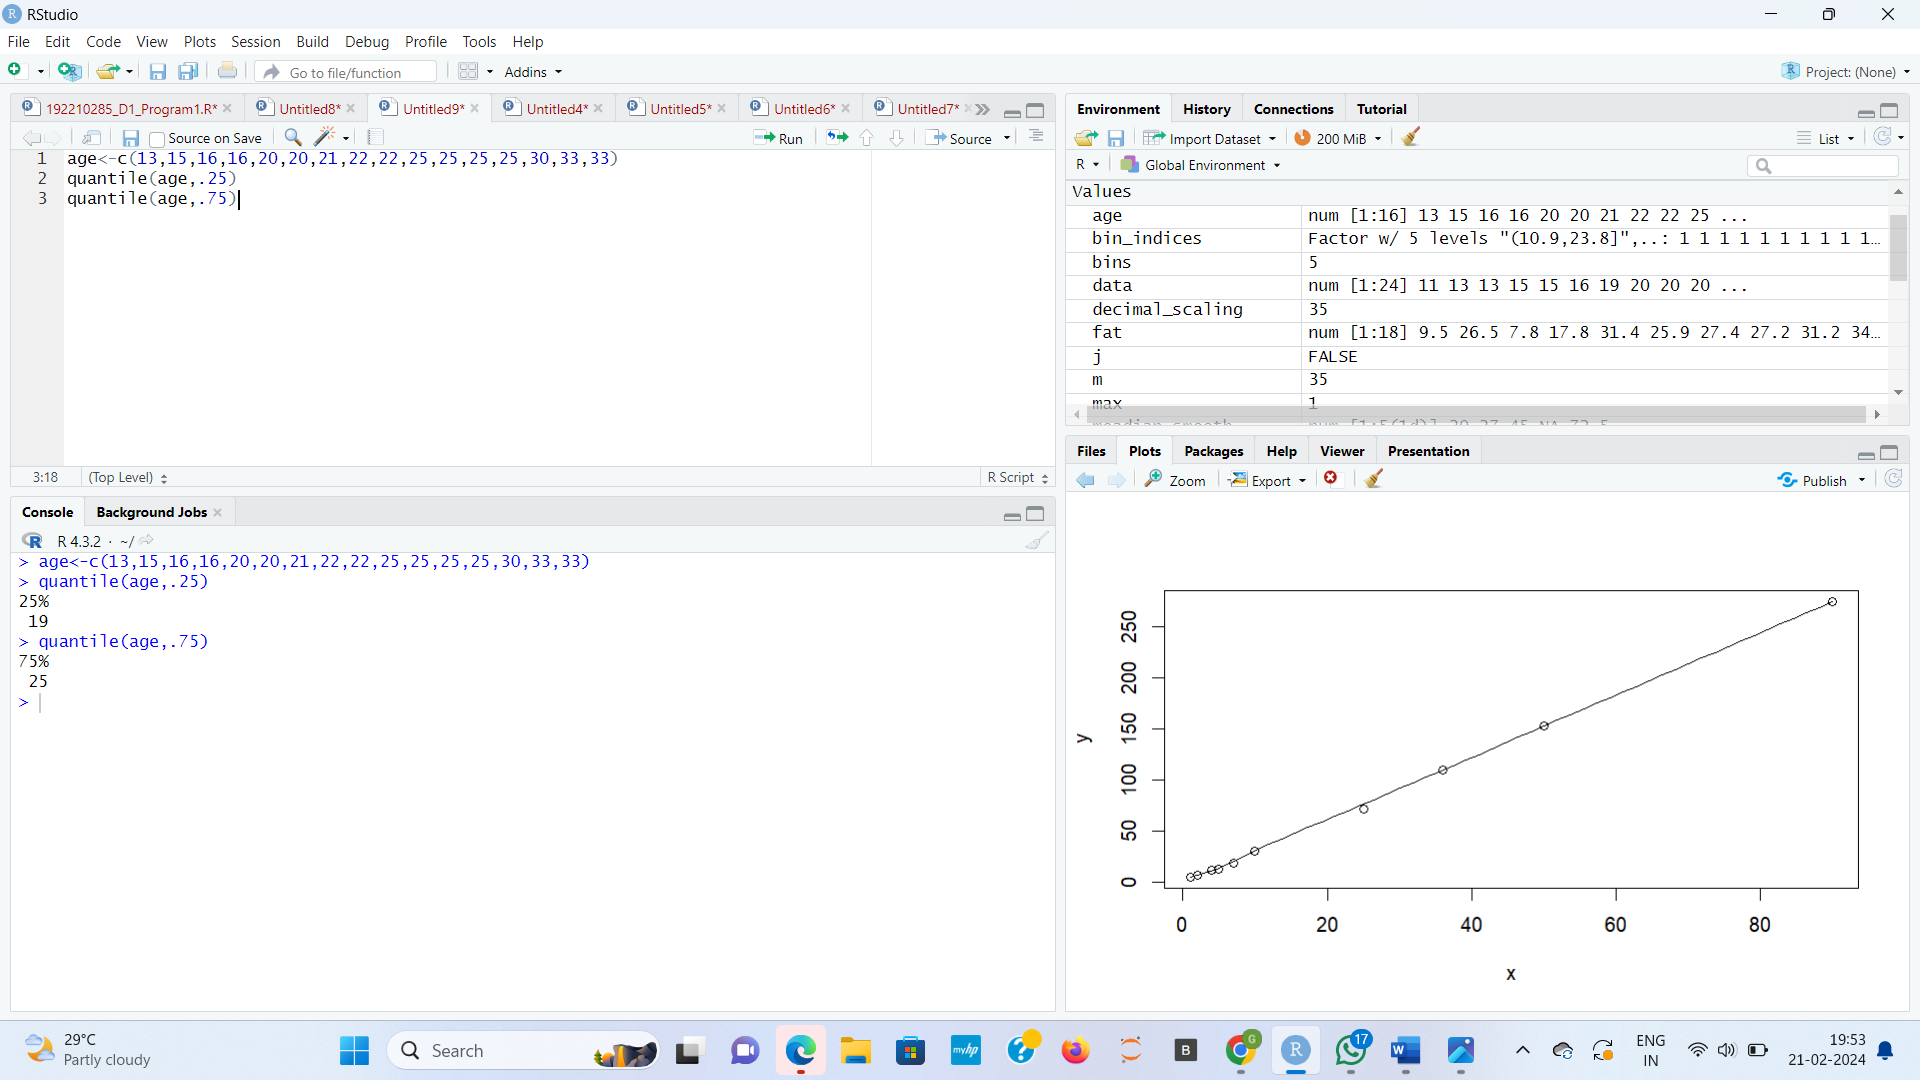 RStudio
File Edit Code View Plots Session Build Debug Profile Tools Help
Go to file/function Addins Project: (None)
192210285_D1_Program1.R* Untitled8* Untitled9* Untitled4* Untitled5* Untitled6* Untitled7*
Source on Save Run Source
1 age<-c(13,15,16,16,20,20,21,22,22,25,25,25,25,30,33,33)
2 quantile(age,.25)
3 quantile(age,.75)
3:18 (Top Level) R Script
Console Background Jobs
R 4.3.2 · ~/
> age<-c(13,15,16,16,20,20,21,22,22,25,25,25,25,30,33,33)
> quantile(age,.25)
25%
19
> quantile(age,.75)
75%
25
>
Environment History Connections Tutorial
Import Dataset 200 MiB List
R Global Environment
Values
age num [1:16] 13 15 16 16 20 20 21 22 22 25 ...
bin_indices Factor w/ 5 levels "(10.9,23.8]",..: 1 1 1 1 1 1 1 1 1 1…
bins 5
data num [1:24] 11 13 13 15 15 16 19 20 20 20 ...
decimal_scaling 35
fat num [1:18] 9.5 26.5 7.8 17.8 31.4 25.9 27.4 27.2 31.2 34…
j FALSE
m 35
max 1
Files Plots Packages Help Viewer Presentation
Zoom Export Publish
250
200
150
100
50
0
y
0 20 40 60 80
x
29°C
Partly cloudy
Search
myhp
B
G
R
17
W
ENG
IN
19:53
21-02-2024